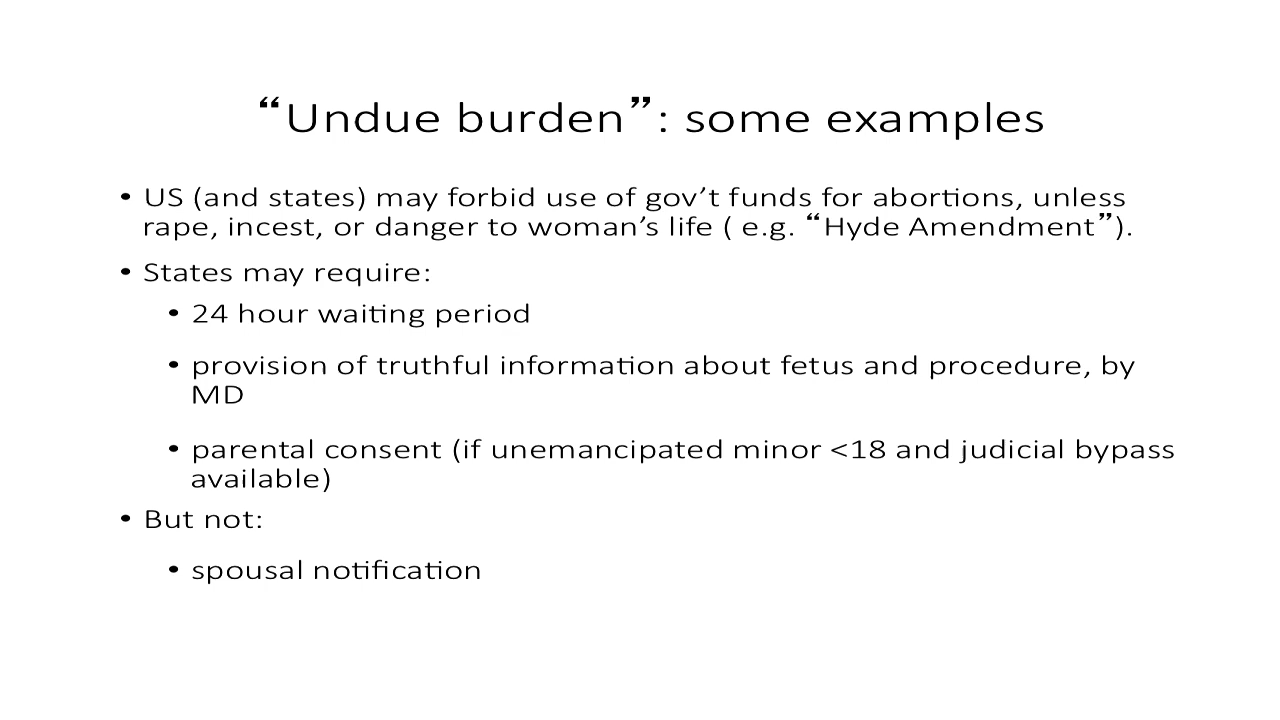 “Undue burden”: some examples
• US (and states) may forbid use of gov’t funds for abortions, unless
rape, incest, or danger to woman’s life ( e.g. “Hyde Amendment”).
• States may require:
• 24 hour waiting period
• provision of truthful information about fetus and procedure, by
MD
• parental consent (if unemancipated minor <18 and judicial bypass
available)
• But not:
• spousal notification